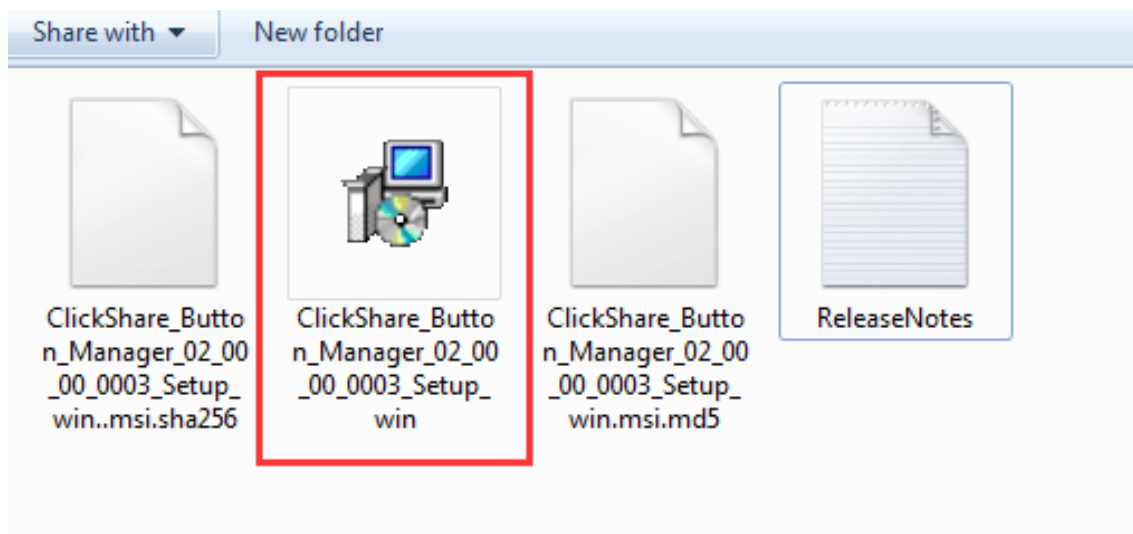 Share with
New folder
ClickShare_Butto
n_Manager_02_00
_00_0003_Setup_
win..msi.sha256
ClickShare_Butto
n_Manager_02_00
_00_0003_Setup_
win
ClickShare_Butto
n_Manager_02_00
_00_0003_Setup_
win.msi.md5
ReleaseNotes